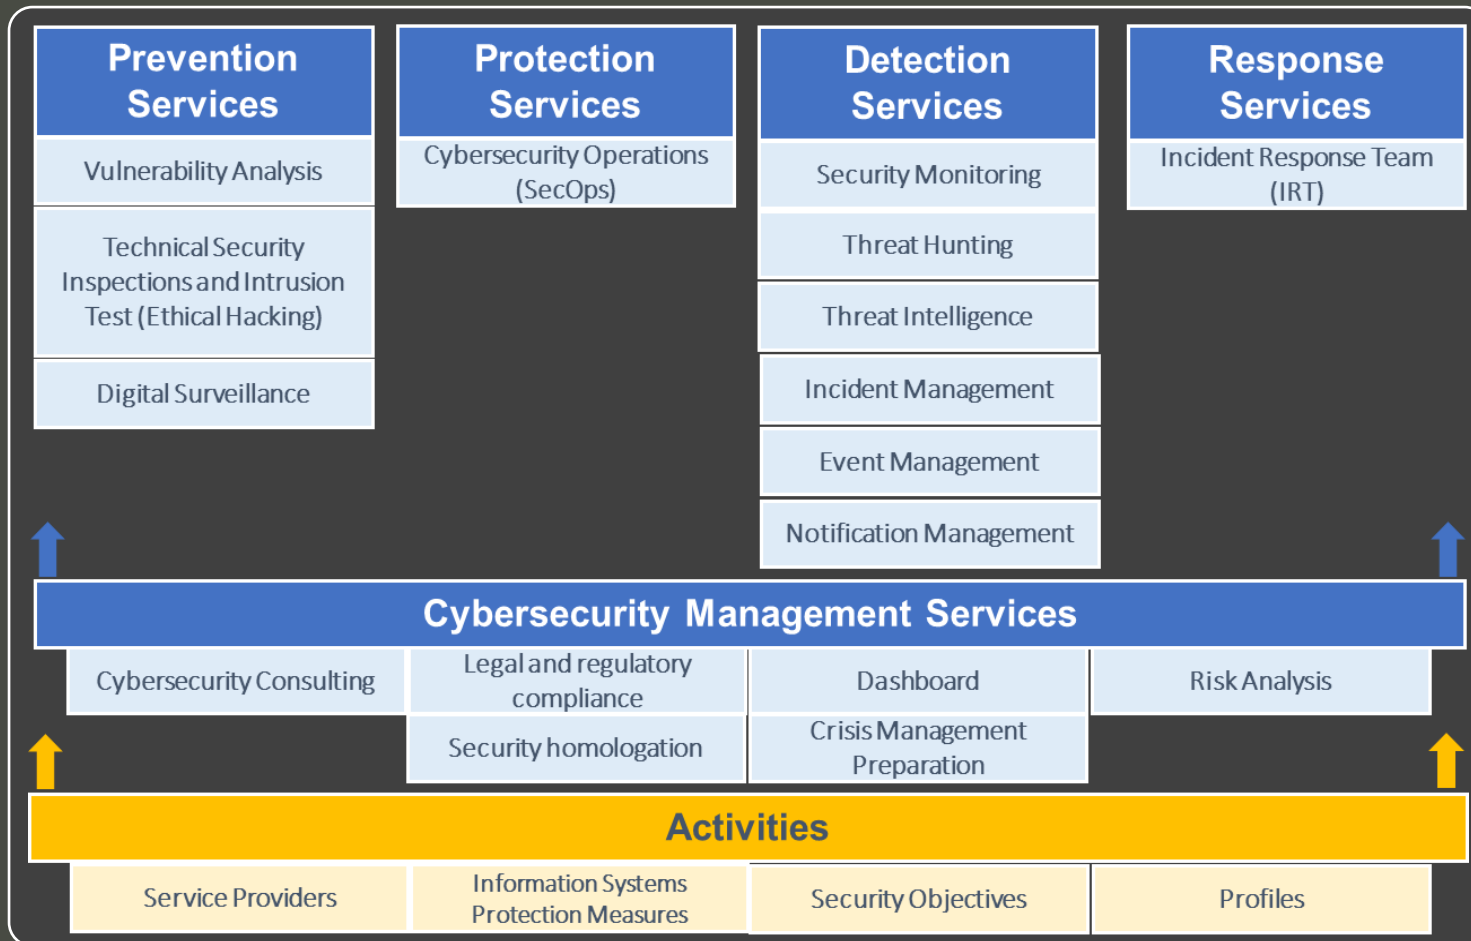 Prevention
Services
Vulnerability Analysis
Technical Security
Inspections and Intrusion
Test (Ethical Hacking)
Digital Surveillance
Protection
Services
Cybersecurity Operations
(SecOps)
Detection
Services
Security Monitoring
Threat Hunting
Threat Intelligence
Incident Management
Event Management
Notification Management
Response
Services
Incident Response Team
(IRT)
Cybersecurity Management Services
Cybersecurity Consulting
Legal and regulatory
compliance
Security homologation
Dashboard
Crisis Management
Preparation
Risk Analysis
Activities
Service Providers
Information Systems
Protection Measures
Security Objectives
Profiles